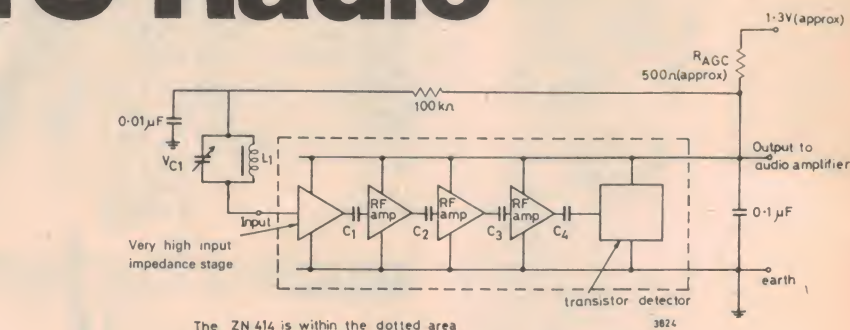 Radio
1·3V(approx)
R AGC
500Ω(approx)
100kΩ
0·01µF
VC1
L1
Output to
audio amplifier
Input
RF
amp
RF
amp
RF
amp
0·1µF
C1
C2
C3
C4
Very high input
impedance stage
earth
transistor detector
The ZN 414 is within the dotted area
3824